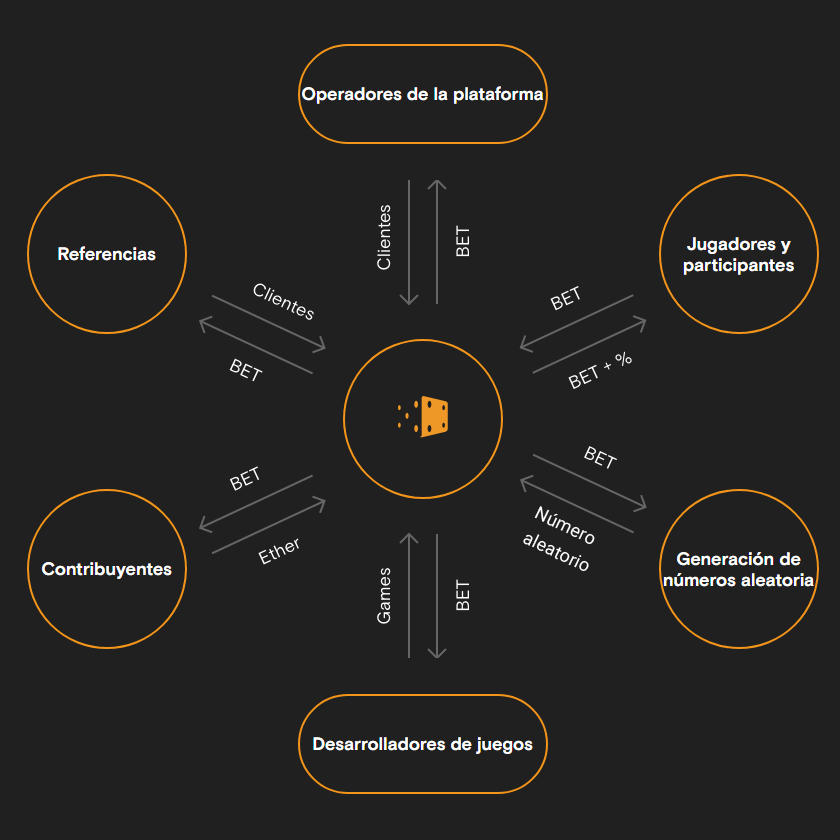 Operadores de la plataforma
Clientes
BET
Referencias
Clientes
BET
Jugadores y
participantes
BET
BET + %
Contribuyentes
BET
Ether
BET
Número
aleatorio
Generación de
números aleatoria
Games
BET
Desarrolladores de juegos